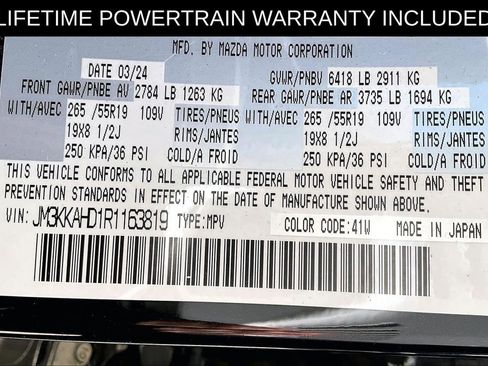 LIFETIME POWERTRAIN WARRANTY INCLUDED
MFD. BY MAZDA MOTOR CORPORATION
DATE 03/24 GVWR/PNBV 6418 LB 2911 KG
FRONT GAWR/PNBE AV 2784 LB 1263 KG REAR GAWR/PNBE AR 3735 LB 1694 KG
WITH/AVEC 265 /55R19 109V TIRES/PNEUS WITH/AVEC 265 /55R19 109V TIRES/PNEUS
19X8 1/2J RIMS/JANTES 19X8 1/2J RIMS/JANTES
250 KPA/36 PSI COLD/A FROID 250 KPA/36 PSI COLD/A FROID
THIS VEHICLE CONFORMS TO ALL APPLICABLE FEDERAL MOTOR VEHICLE SAFETY AND THEFT
PREVENTION STANDARDS IN EFFECT ON THE DATE OF MANUFACTURE SHOWN ABOVE.
VIN: JM3KKAHD1R1163819 TYPE:MPV COLOR CODE:41W MADE IN JAPAN